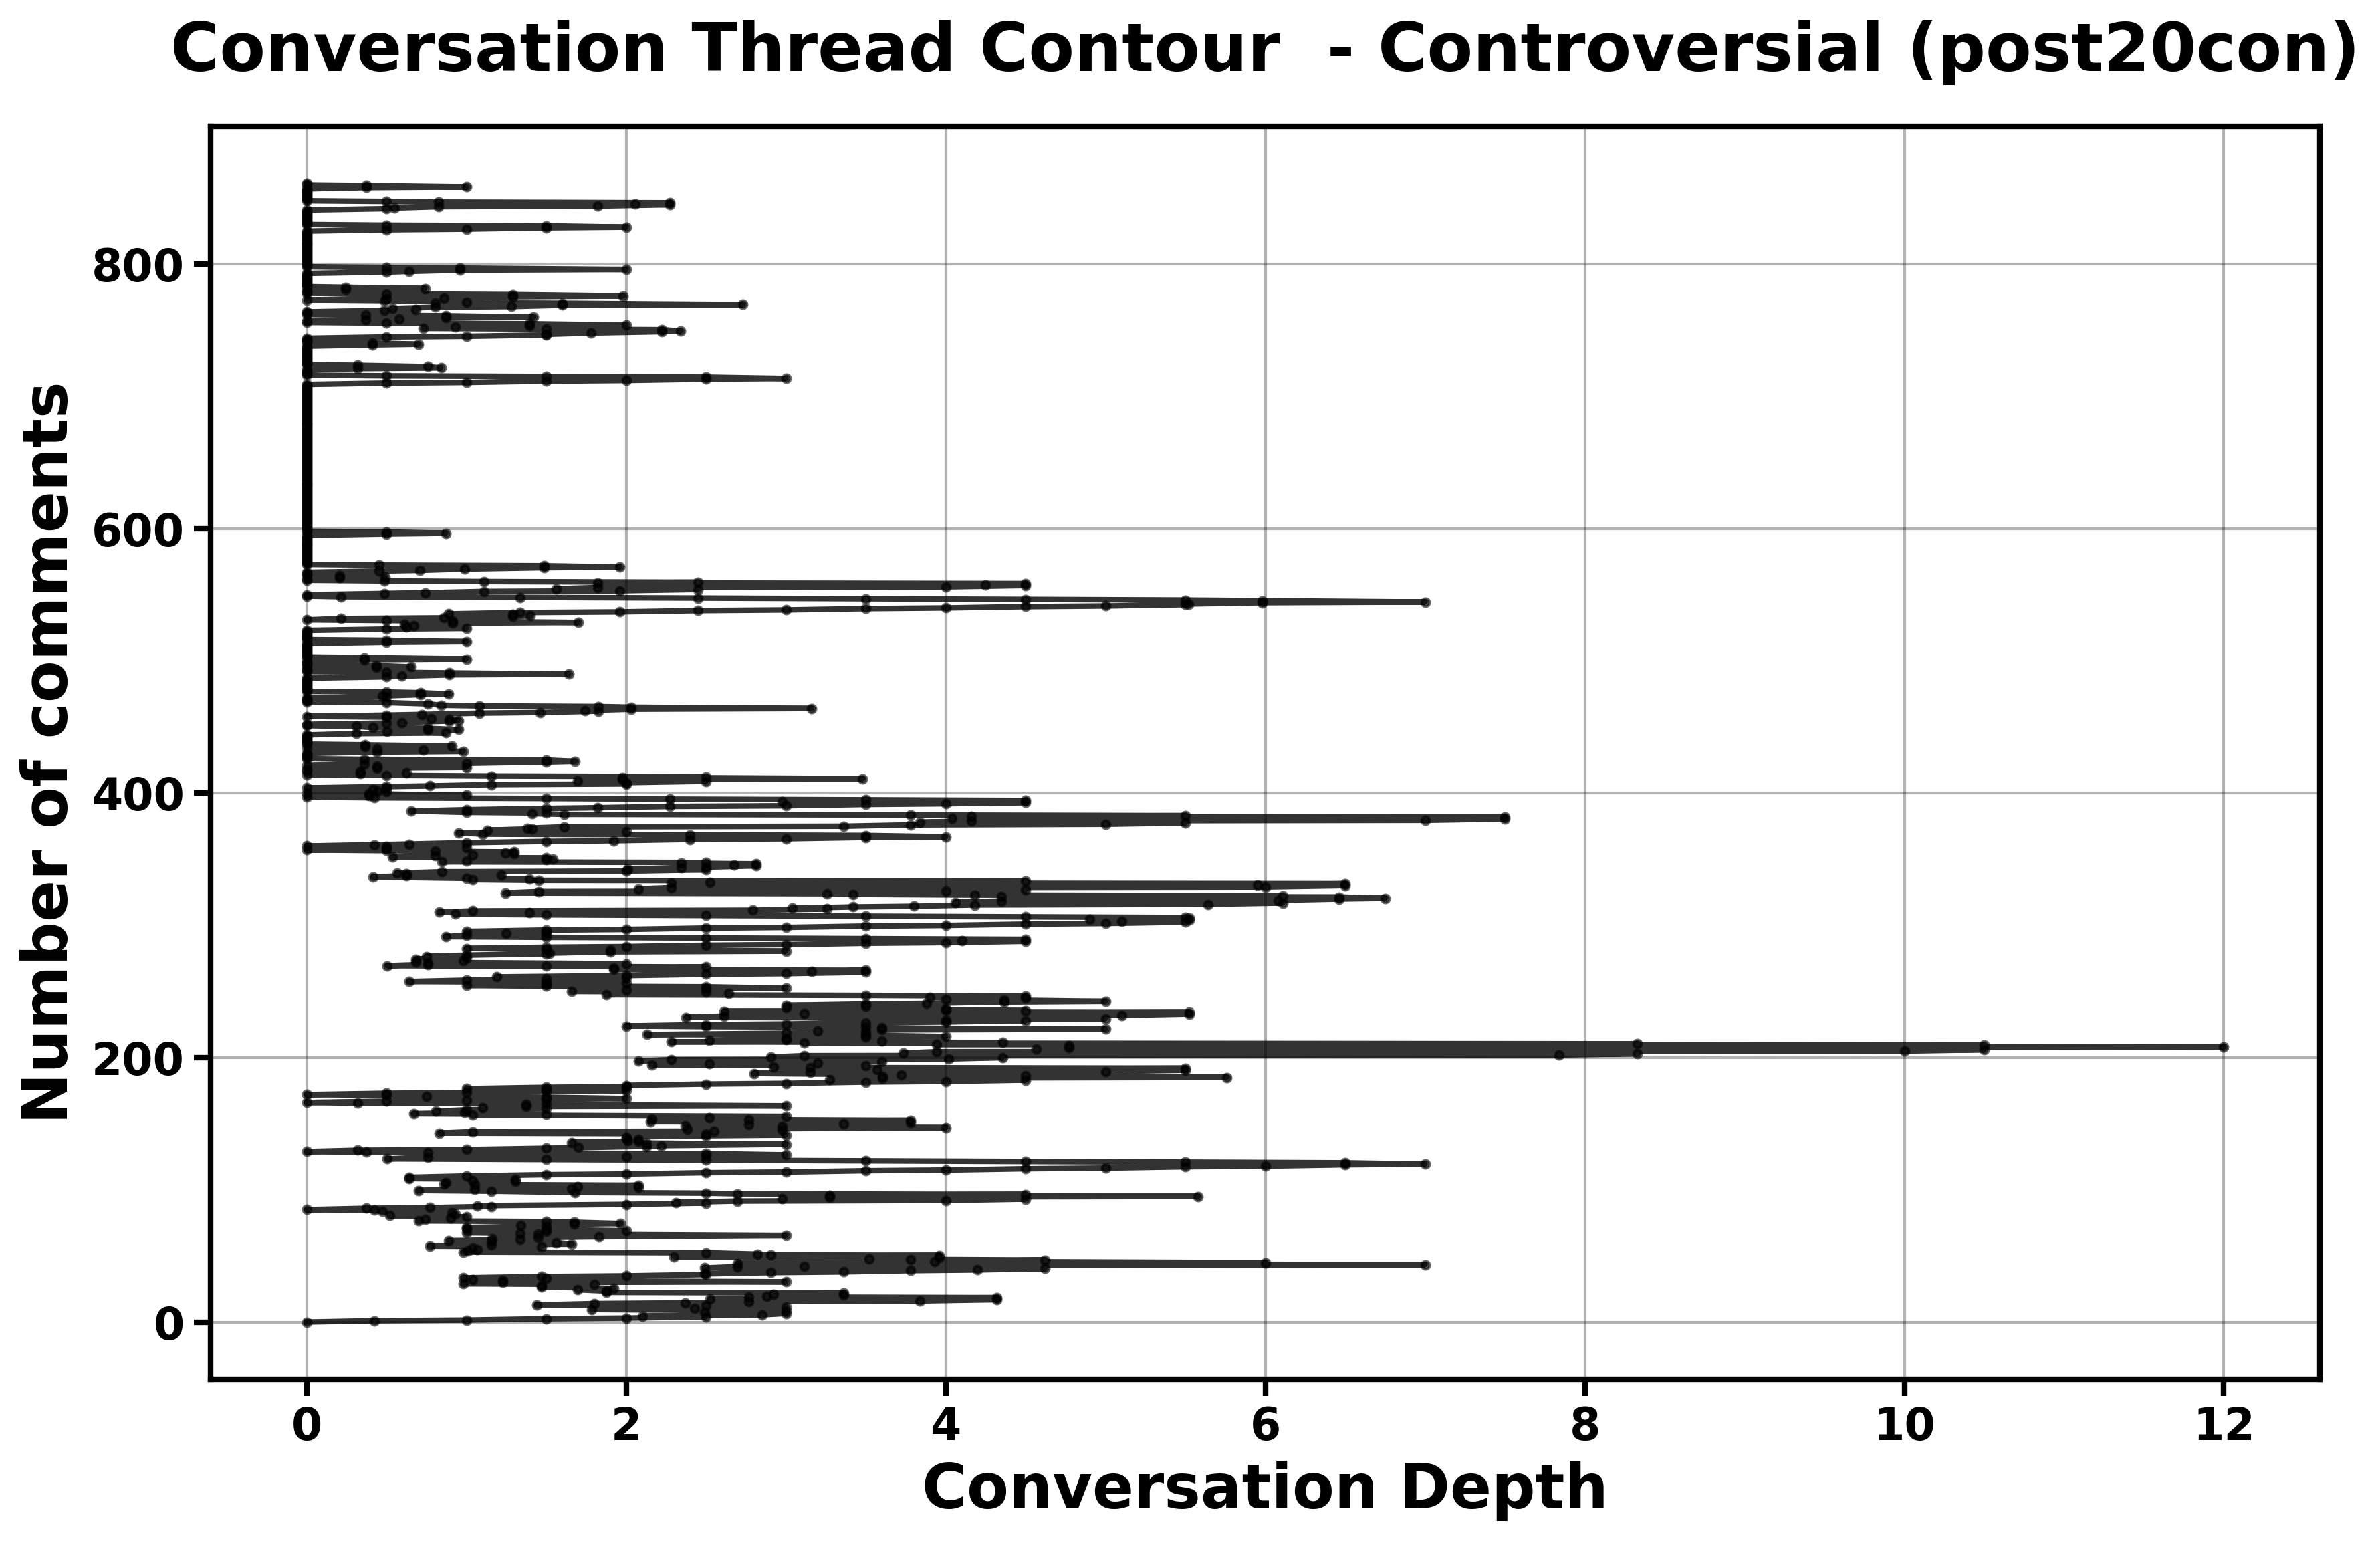 Conversation Thread Contour  - Controversial (post20con)
Number of comments
800
600
400
200
0
0 2 4 6 8 10 12
Conversation Depth